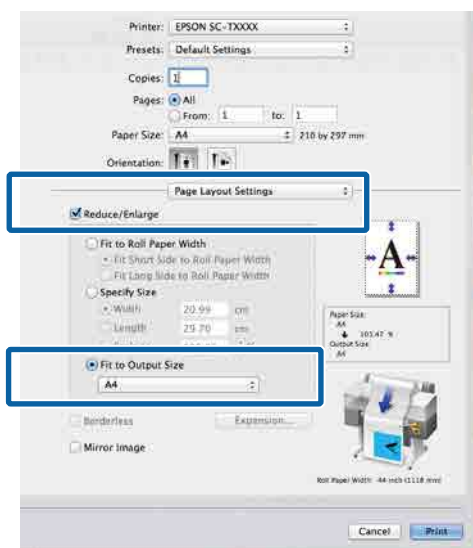 Printer: EPSON SC-TXXXX
Presets: Default Settings
Copies: 1
Pages: All
From: 1 to: 1
Paper Size: A4 210 by 297 mm
Orientation:
Page Layout Settings
Reduce/Enlarge
Fit to Roll Paper Width
Fit Short Side to Roll Paper Width
Fit Long Side to Roll Paper Width
Specify Size
Width 20.99 cm
Length 29.70 cm
Fit to Output Size
A4
Borderless Expansion...
Mirror Image
A
Paper Size:
A4
103.47 %
Output Size
A4
Roll Paper Width: 44 inch (1118 mm)
Cancel Print